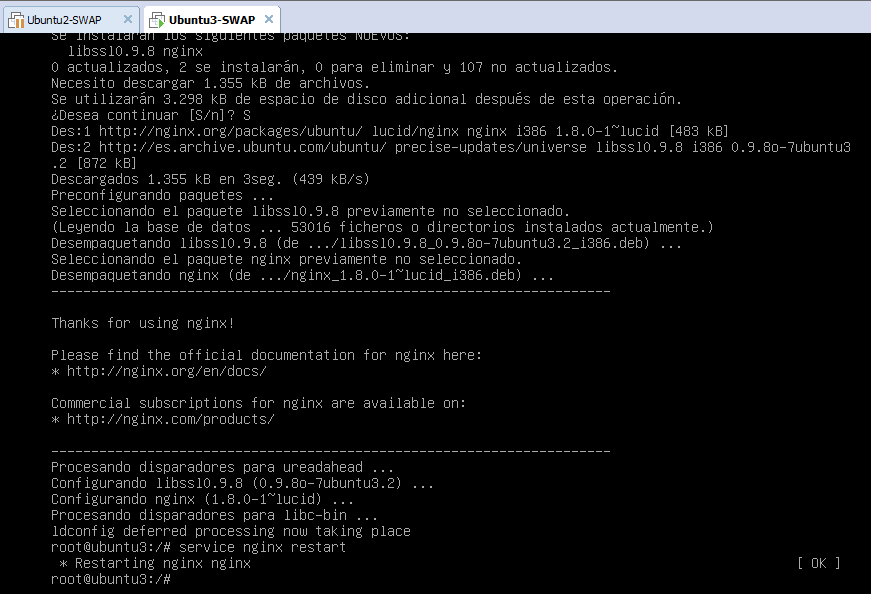 Ubuntu2-SWAP
Ubuntu3-SWAP
Se instalarán los siguientes paquetes NUEVOS:
libssl0.9.8 nginx
0 actualizados, 2 se instalarán, 0 para eliminar y 107 no actualizados.
Necesito descargar 1.355 kB de archivos.
Se utilizarán 3.298 kB de espacio de disco adicional después de esta operación.
¿Desea continuar [S/n]? S
Des:1 http://nginx.org/packages/ubuntu/ lucid/nginx nginx i386 1.8.0-1~lucid [483 kB]
Des:2 http://es.archive.ubuntu.com/ubuntu/ precise-updates/universe libssl0.9.8 i386 0.9.8o-7ubuntu3
.2 [872 kB]
Descargados 1.355 kB en 3seg. (439 kB/s)
Preconfigurando paquetes ...
Seleccionando el paquete libssl0.9.8 previamente no seleccionado.
(Leyendo la base de datos ... 53016 ficheros o directorios instalados actualmente.)
Desempaquetando libssl0.9.8 (de .../libssl0.9.8_0.9.8o-7ubuntu3.2_i386.deb) ...
Seleccionando el paquete nginx previamente no seleccionado.
Desempaquetando nginx (de .../nginx_1.8.0-1~lucid_i386.deb) ...
----------------------------------------------------------------------
Thanks for using nginx!
Please find the official documentation for nginx here:
* http://nginx.org/en/docs/
Commercial subscriptions for nginx are available on:
* http://nginx.com/products/
----------------------------------------------------------------------
Procesando disparadores para ureadahead ...
Configurando libssl0.9.8 (0.9.8o-7ubuntu3.2) ...
Configurando nginx (1.8.0-1~lucid) ...
Procesando disparadores para libc-bin ...
ldconfig deferred processing now taking place
root@ubuntu3:/# service nginx restart
* Restarting nginx nginx [ OK ]
root@ubuntu3:/#